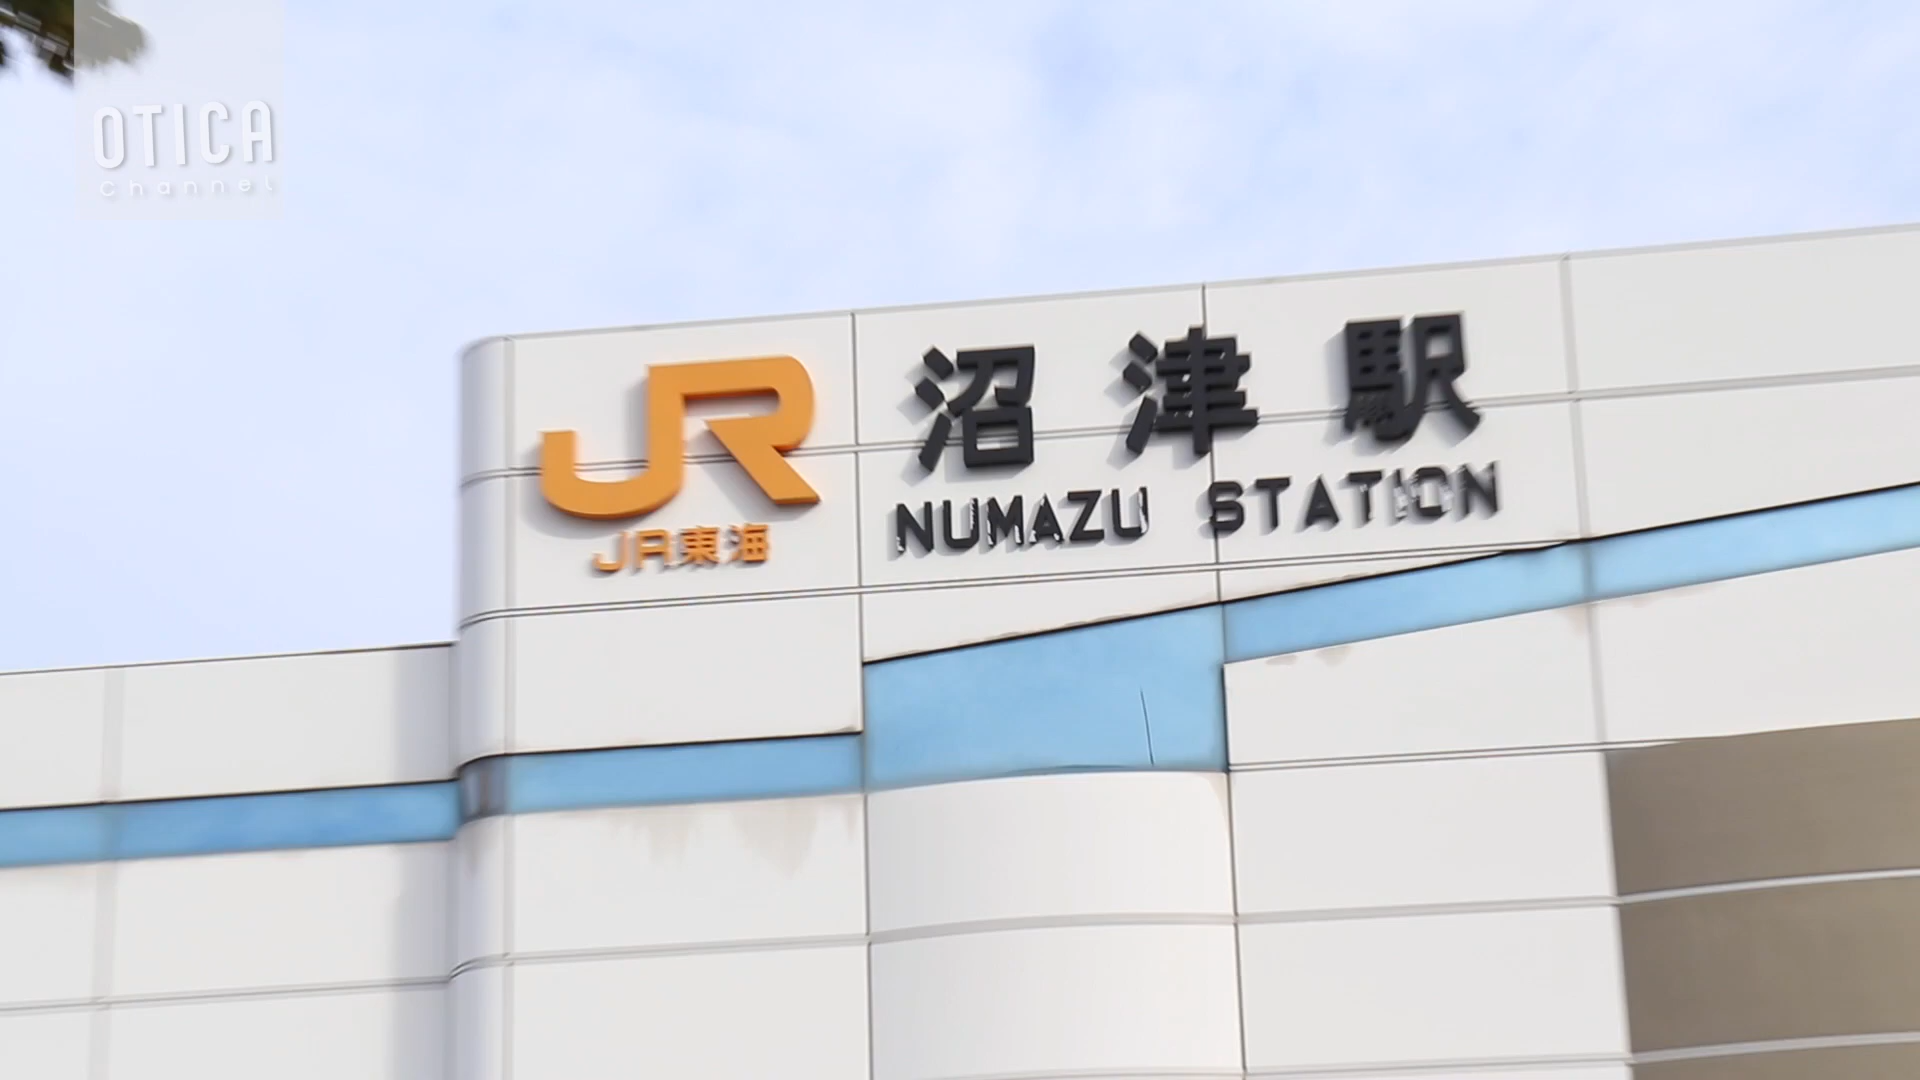 OTICA
Channel
JR 沼津駅
NUMAZU STATION
JR東海